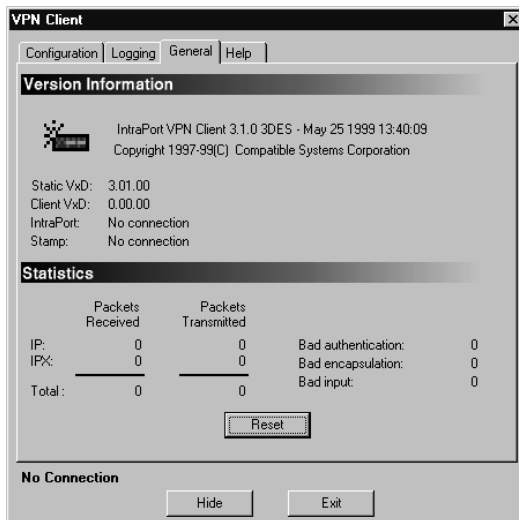 VPN Client
Configuration Logging General Help
Version Information
IntraPort VPN Client 3.1.0 3DES - May 25 1999 13:40:09
Copyright 1997-99(C) Compatible Systems Corporation
Static VxD: 3.01.00
Client VxD: 0.00.00
IntraPort: No connection
Stamp: No connection
Statistics
Packets Received Packets Transmitted
IP: 0 0 Bad authentication: 0
IPX: 0 0 Bad encapsulation: 0
Bad input: 0
Total : 0 0
Reset
No Connection
Hide Exit